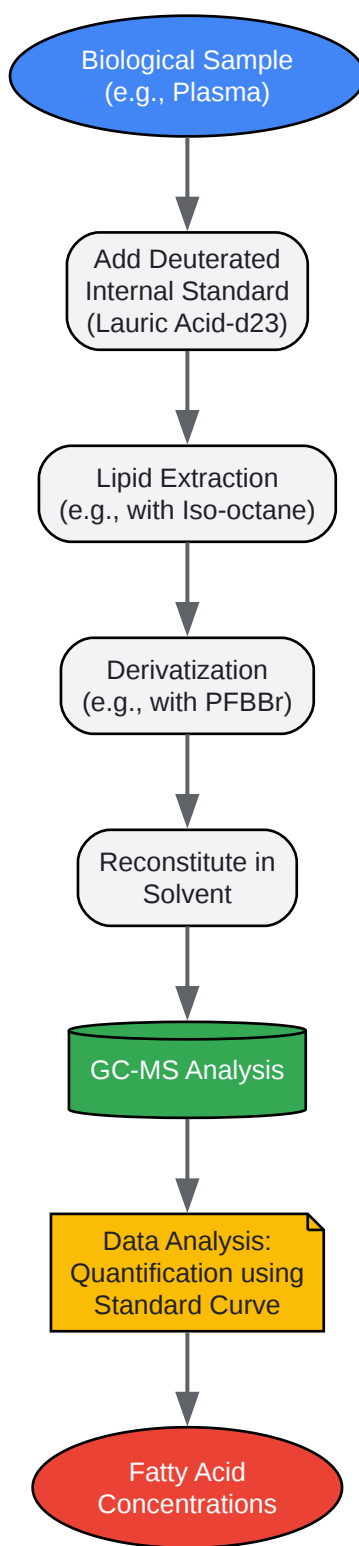 Biological Sample
(e.g., Plasma)
Add Deuterated
Internal Standard
(Lauric Acid-d23)
Lipid Extraction
(e.g., with Iso-octane)
Derivatization
(e.g., with PFBBr)
Reconstitute in
Solvent
GC-MS Analysis
Data Analysis:
Quantification using
Standard Curve
Fatty Acid
Concentrations